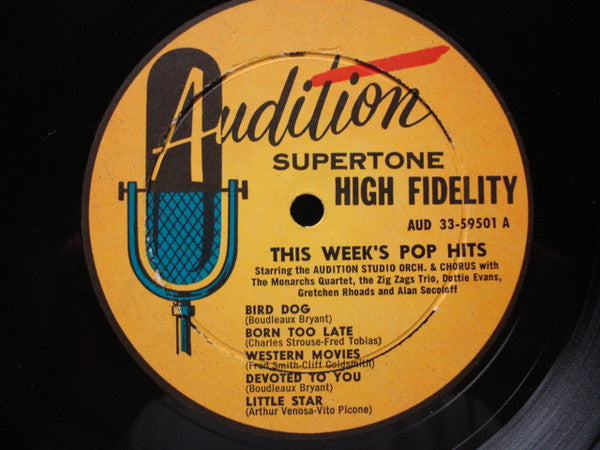 Audition
SUPERTONE
HIGH FIDELITY
AUD 33-59501 A
THIS WEEK'S POP HITS
Starring the AUDITION STUDIO ORCH. & CHORUS with
The Monarchs Quartet, the Zig Zags Trio, Dottie Evans,
Gretchen Rhoads and Alan Socoloff
BIRD DOG
(Boudleaux Bryant)
BORN TOO LATE
(Charles Strouse-Fred Tobias)
WESTERN MOVIES
(Fred Smith-Cliff Goldsmith)
DEVOTED TO YOU
(Boudleaux Bryant)
LITTLE STAR
(Arthur Venosa-Vito Picone)